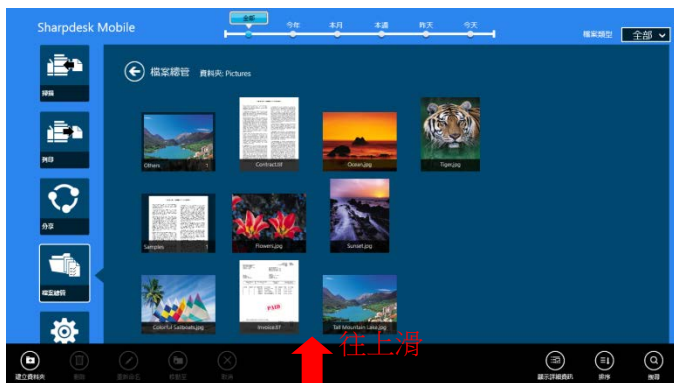 Sharpdesk Mobile
全部 今年 本月 本週 昨天 今天
檔案類型 全部
掃描
檔案總管 資料夾: Pictures
Others 1
Contract.tif
Ocean.jpg
Tiger.jpg
列印
分享
Samples 1
Flowers.jpg
Sunset.jpg
檔案總管
Colorful Sailboats.jpg
PAID
Invoice.tif
Tall Mountain Lake.jpg
往上滑
建立資料夾 刪除 重新命名 移動至 取消 顯示詳細資訊 排序 搜尋